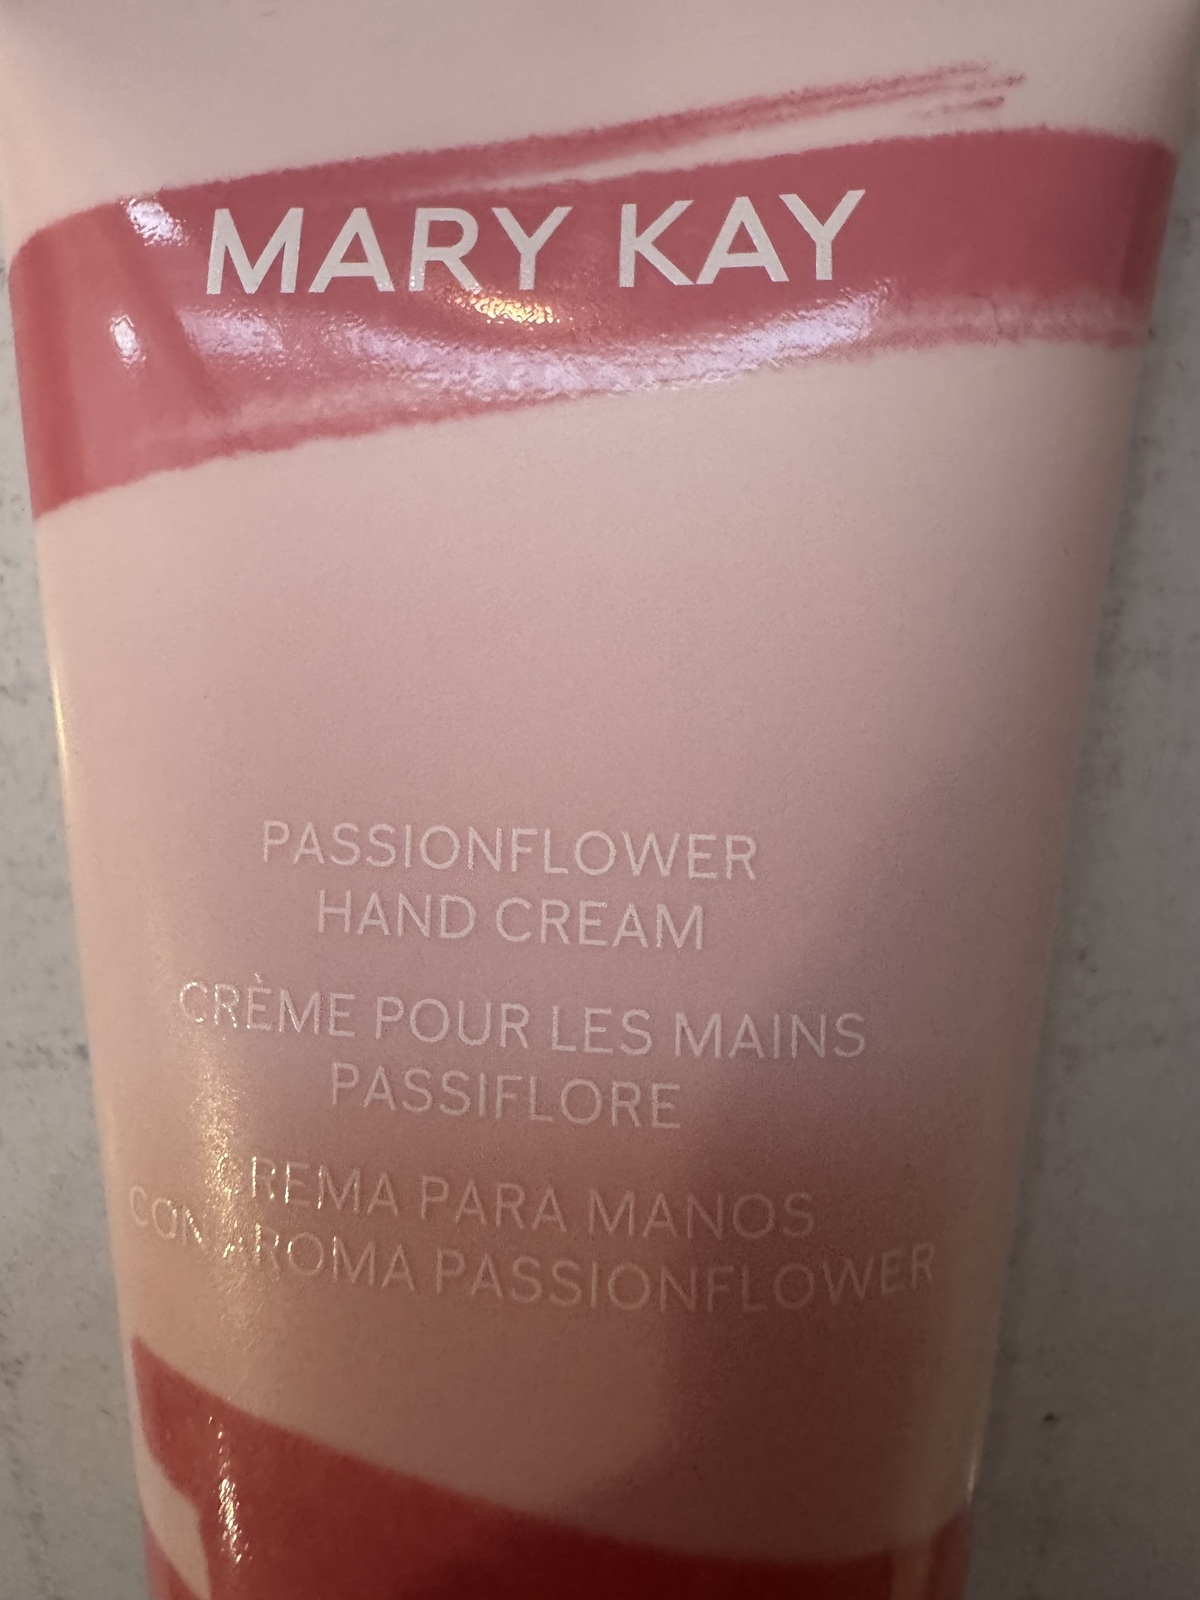 MARY KAY
PASSIONFLOWER
HAND CREAM
CRÈME POUR LES MAINS
PASSIFLORE
CREMA PARA MANOS
CON AROMA PASSIONFLOWER